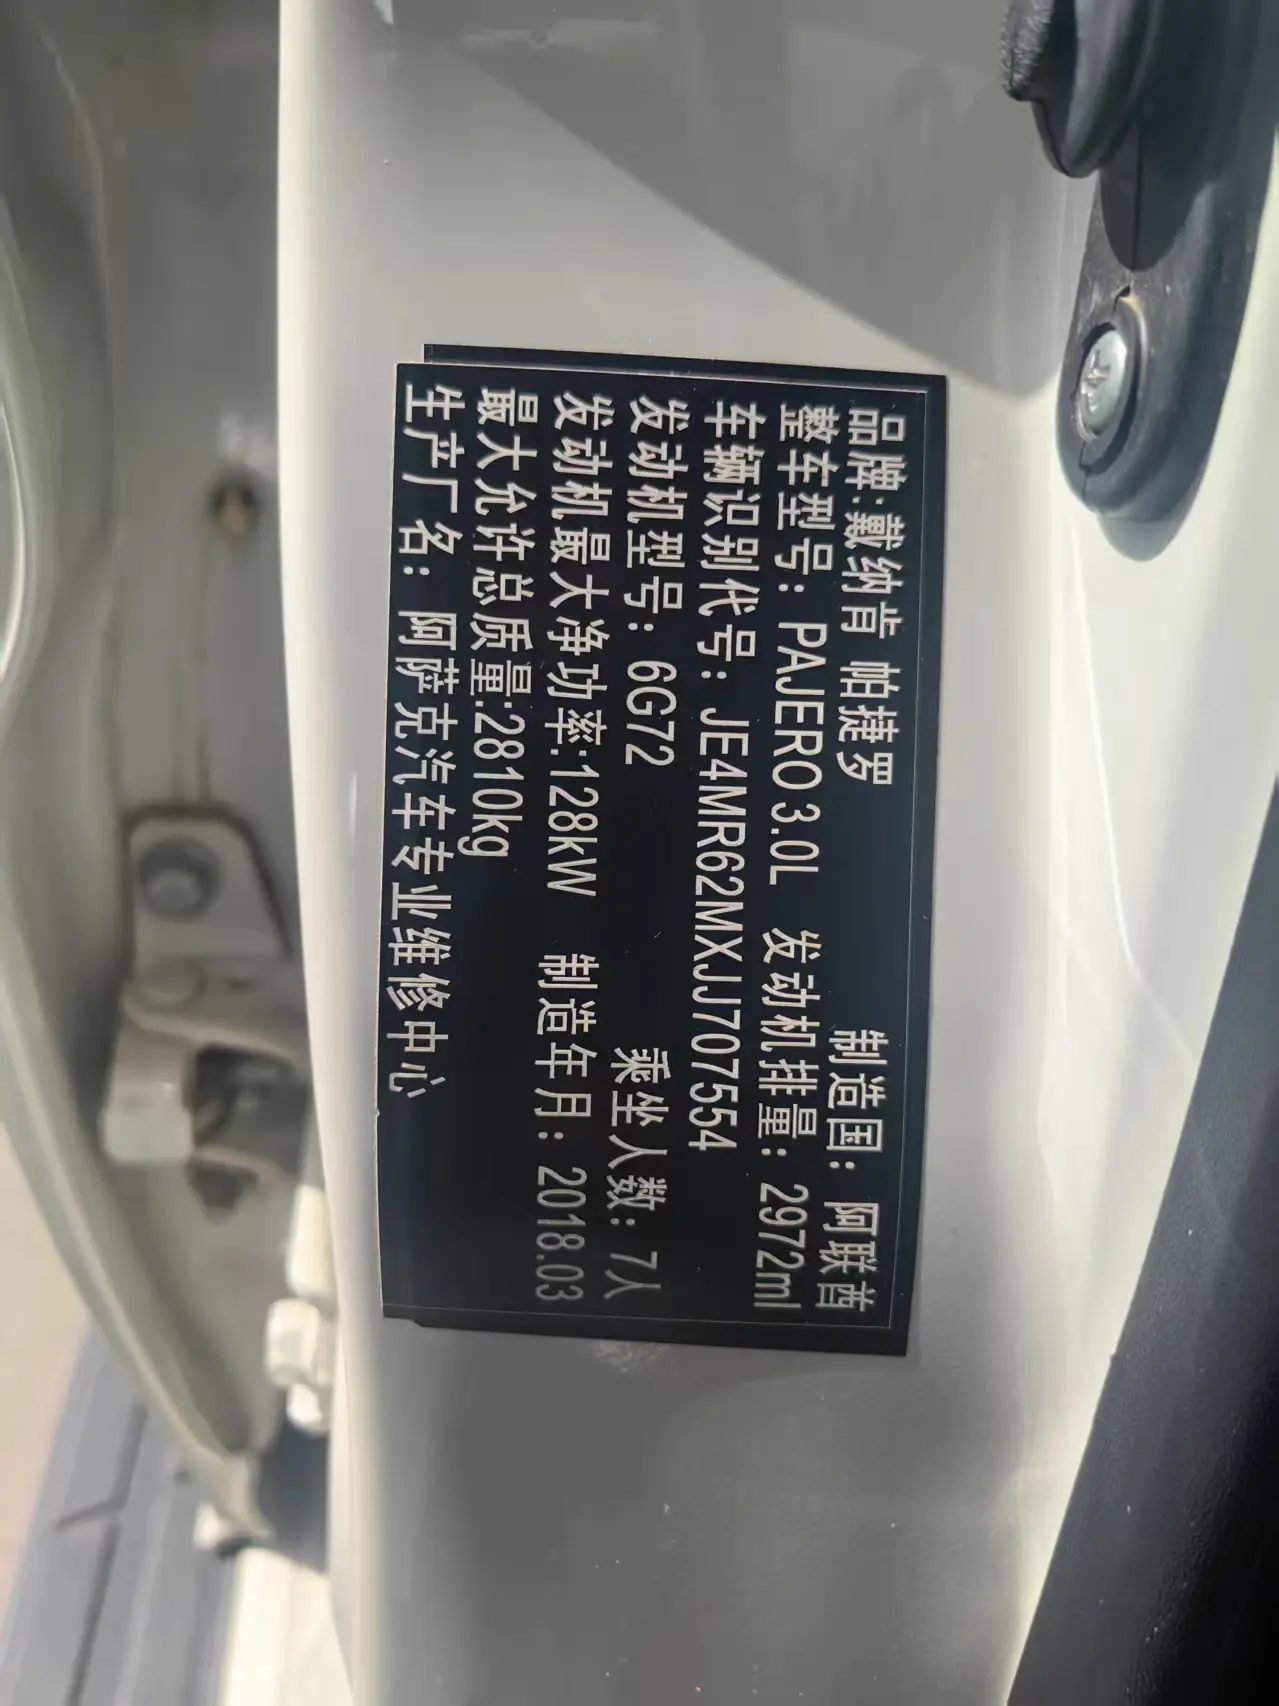 品牌:戴纳肯 帕捷罗 制造国: 阿联酋
整车型号: PAJERO 3.0L 发动机排量: 2972ml
车辆识别代号: JE4MR62MXJJ707554
发动机型号: 6G72 乘坐人数: 7人
发动机最大净功率:128kW 制造年月: 2018.03
最大允许总质量:2810kg
生产厂名: 阿萨克汽车专业维修中心